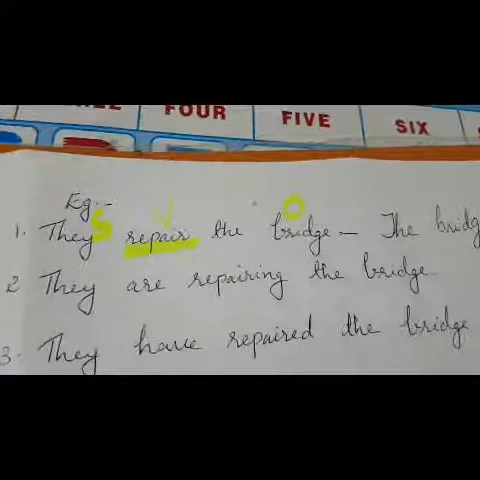 FOUR FIVE SIX
Eg:-
S V O
1. They repair the bridge - The bridg
2 They are repairing the bridge
3. They have repaired the bridge